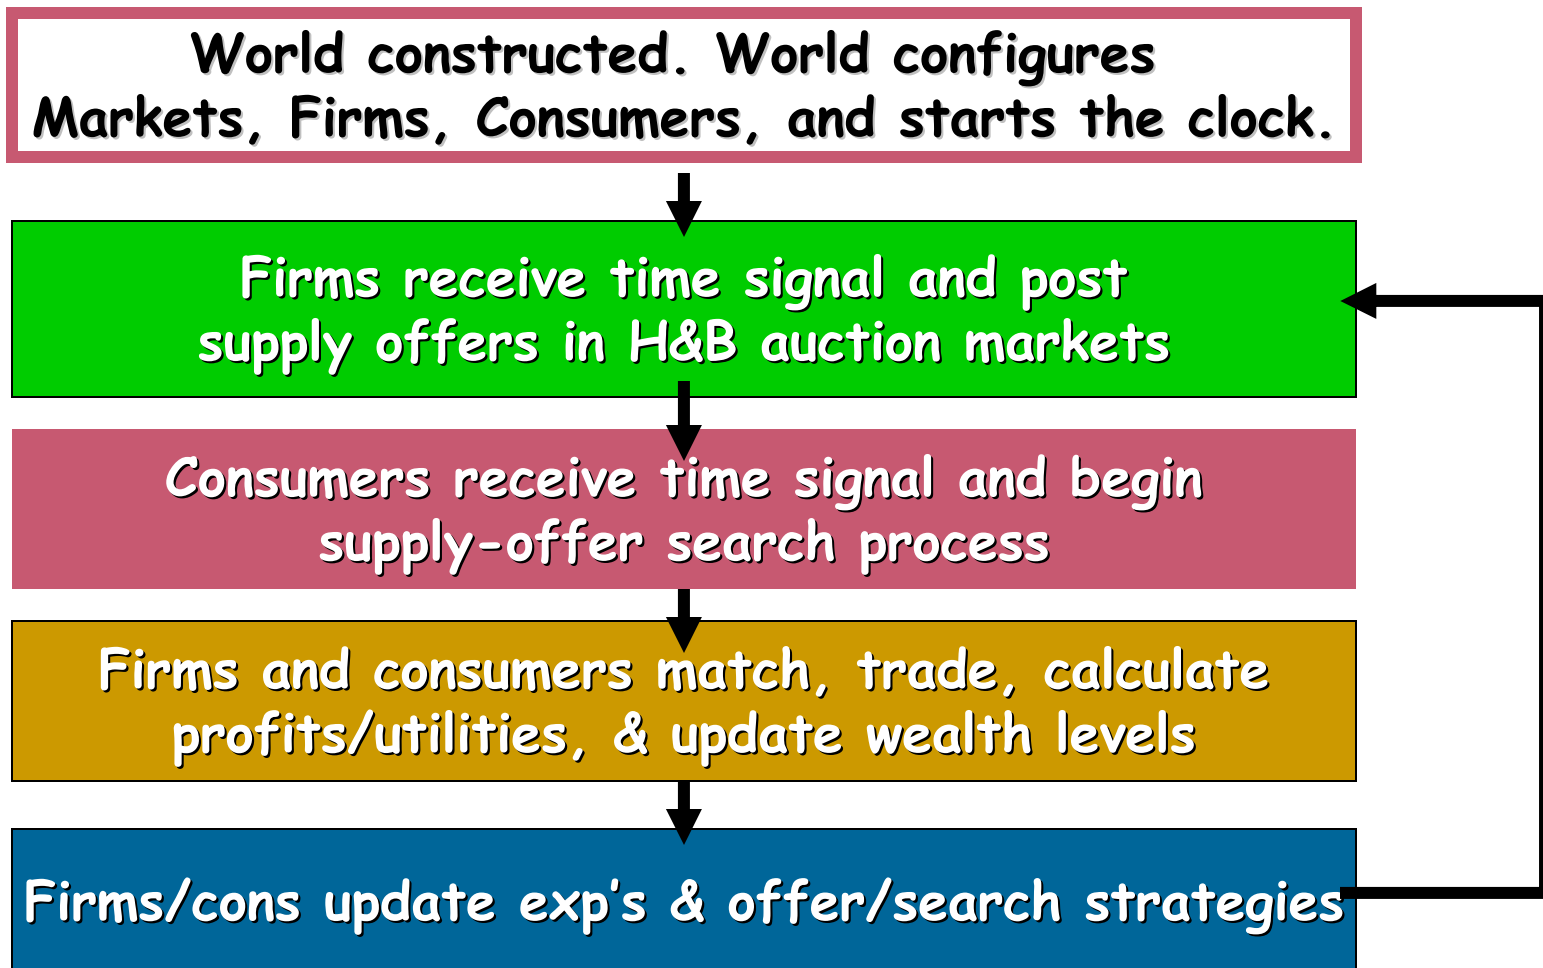 World constructed. World configures
Markets, Firms, Consumers, and starts the clock.
Firms receive time signal and post
supply offers in H&B auction markets
Consumers receive time signal and begin
supply-offer search process
Firms and consumers match, trade, calculate
profits/utilities, & update wealth levels
Firms/cons update exp's & offer/search strategies